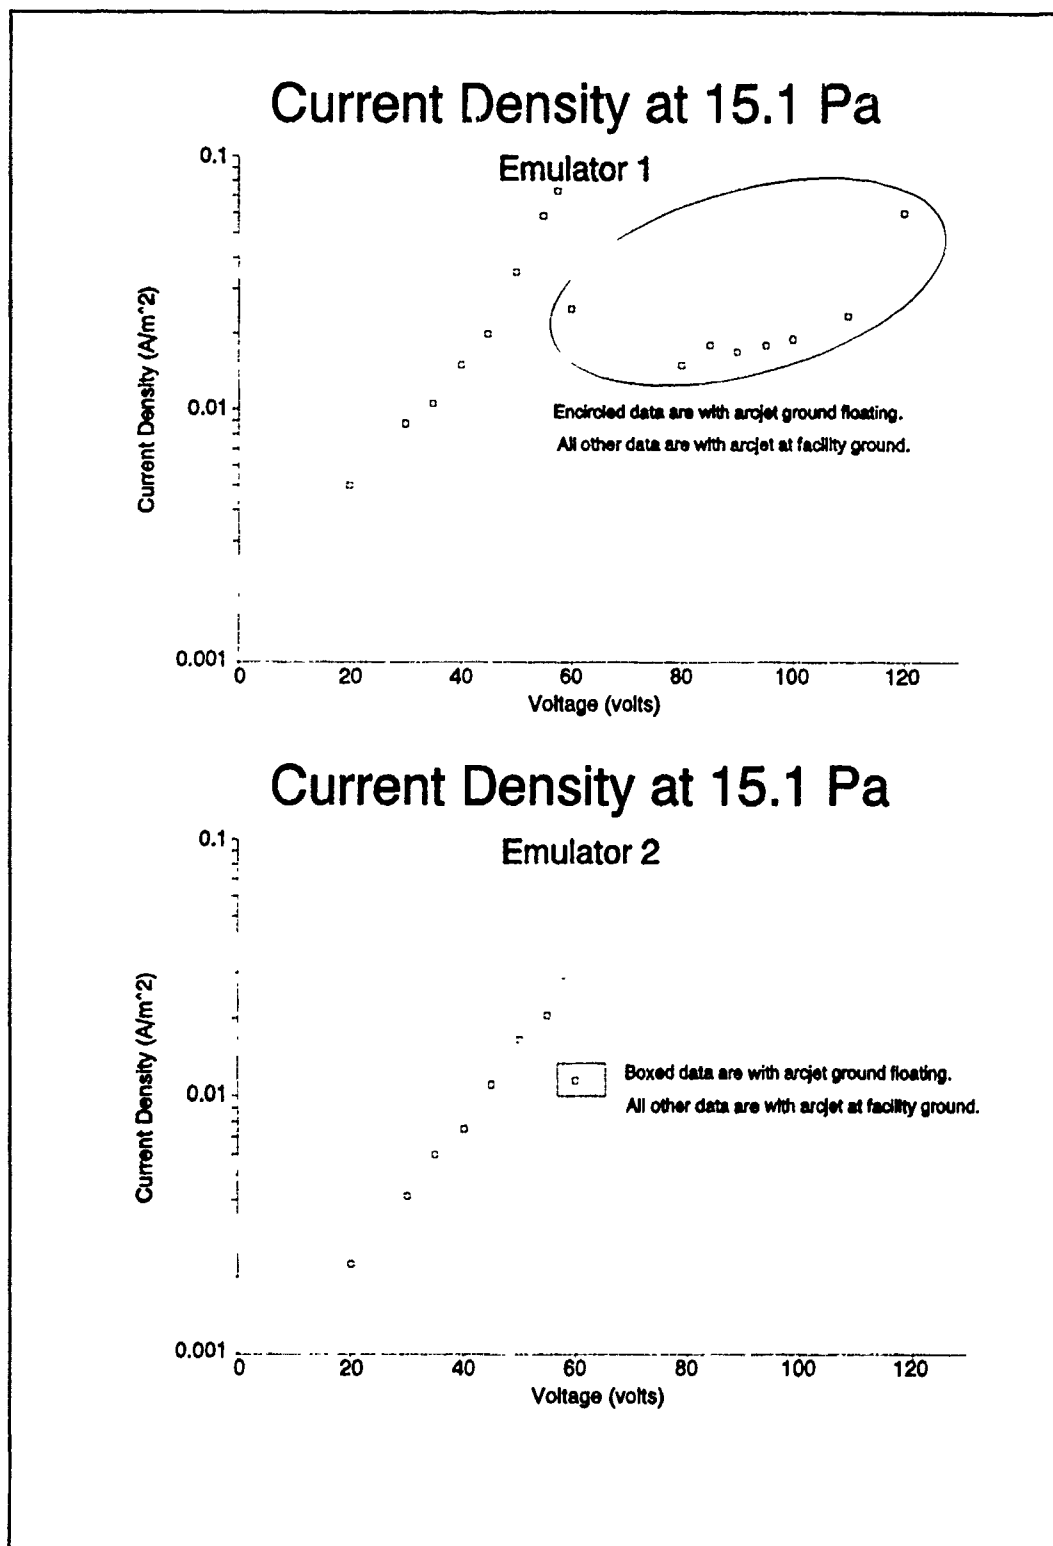 Current Density at 15.1 Pa
Emulator 1
0.1
0.01
0.001
Current Density (A/m^2)
0 20 40 60 80 100 120
Voltage (volts)
Encircled data are with arcjet ground floating.
All other data are with arcjet at facility ground.
Current Density at 15.1 Pa
Emulator 2
0.1
0.01
0.001
Current Density (A/m^2)
0 20 40 60 80 100 120
Voltage (volts)
Boxed data are with arcjet ground floating.
All other data are with arcjet at facility ground.